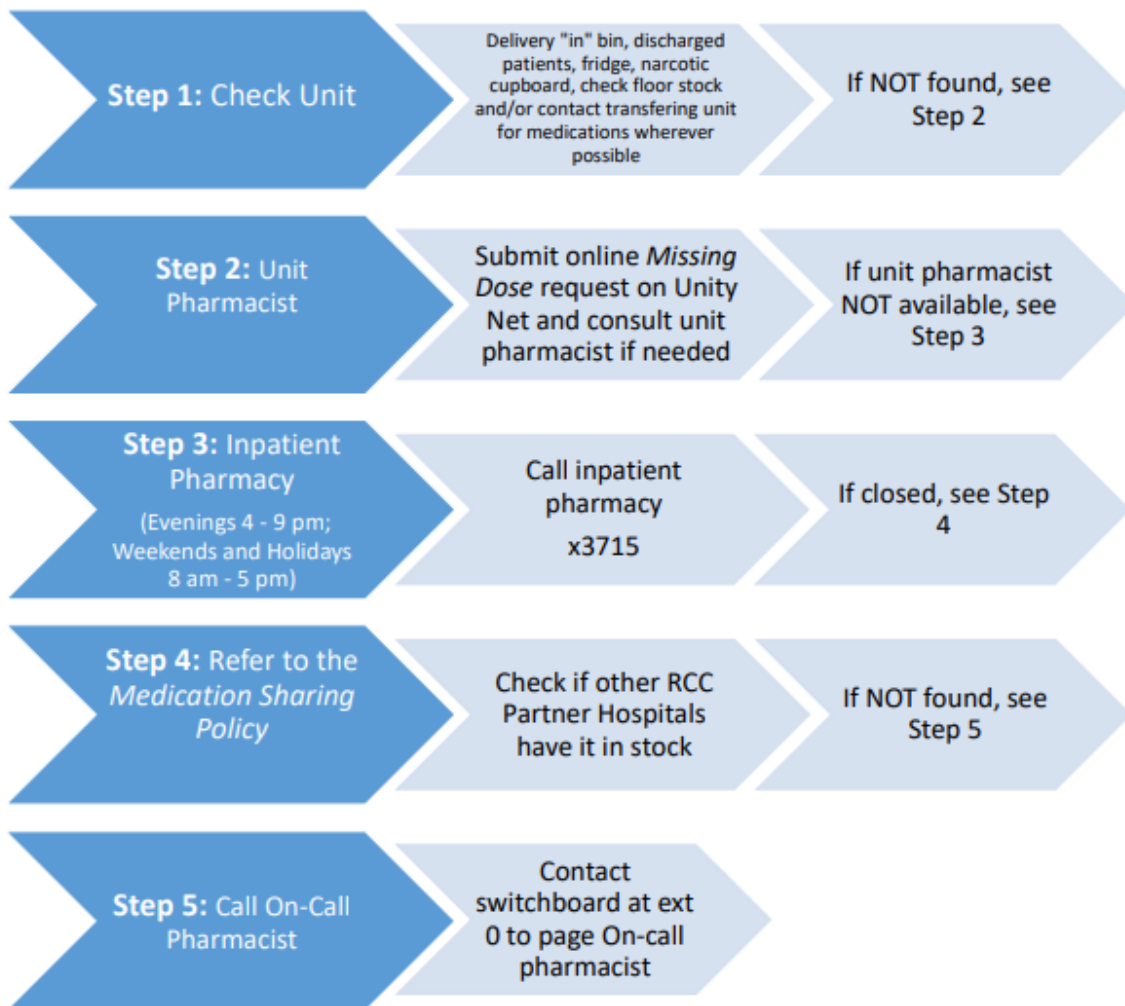 Step 1: Check Unit
Delivery "in" bin, discharged
patients, fridge, narcotic
cupboard, check floor stock
and/or contact transfering unit
for medications wherever
possible
If NOT found, see
Step 2
Step 2: Unit
Pharmacist
Submit online Missing
Dose request on Unity
Net and consult unit
pharmacist if needed
If unit pharmacist
NOT available, see
Step 3
Step 3: Inpatient
Pharmacy
(Evenings 4 - 9 pm;
Weekends and Holidays
8 am - 5 pm)
Call inpatient
pharmacy
x3715
If closed, see Step
4
Step 4: Refer to the
Medication Sharing
Policy
Check if other RCC
Partner Hospitals
have it in stock
If NOT found, see
Step 5
Step 5: Call On-Call
Pharmacist
Contact
switchboard at ext
0 to page On-call
pharmacist